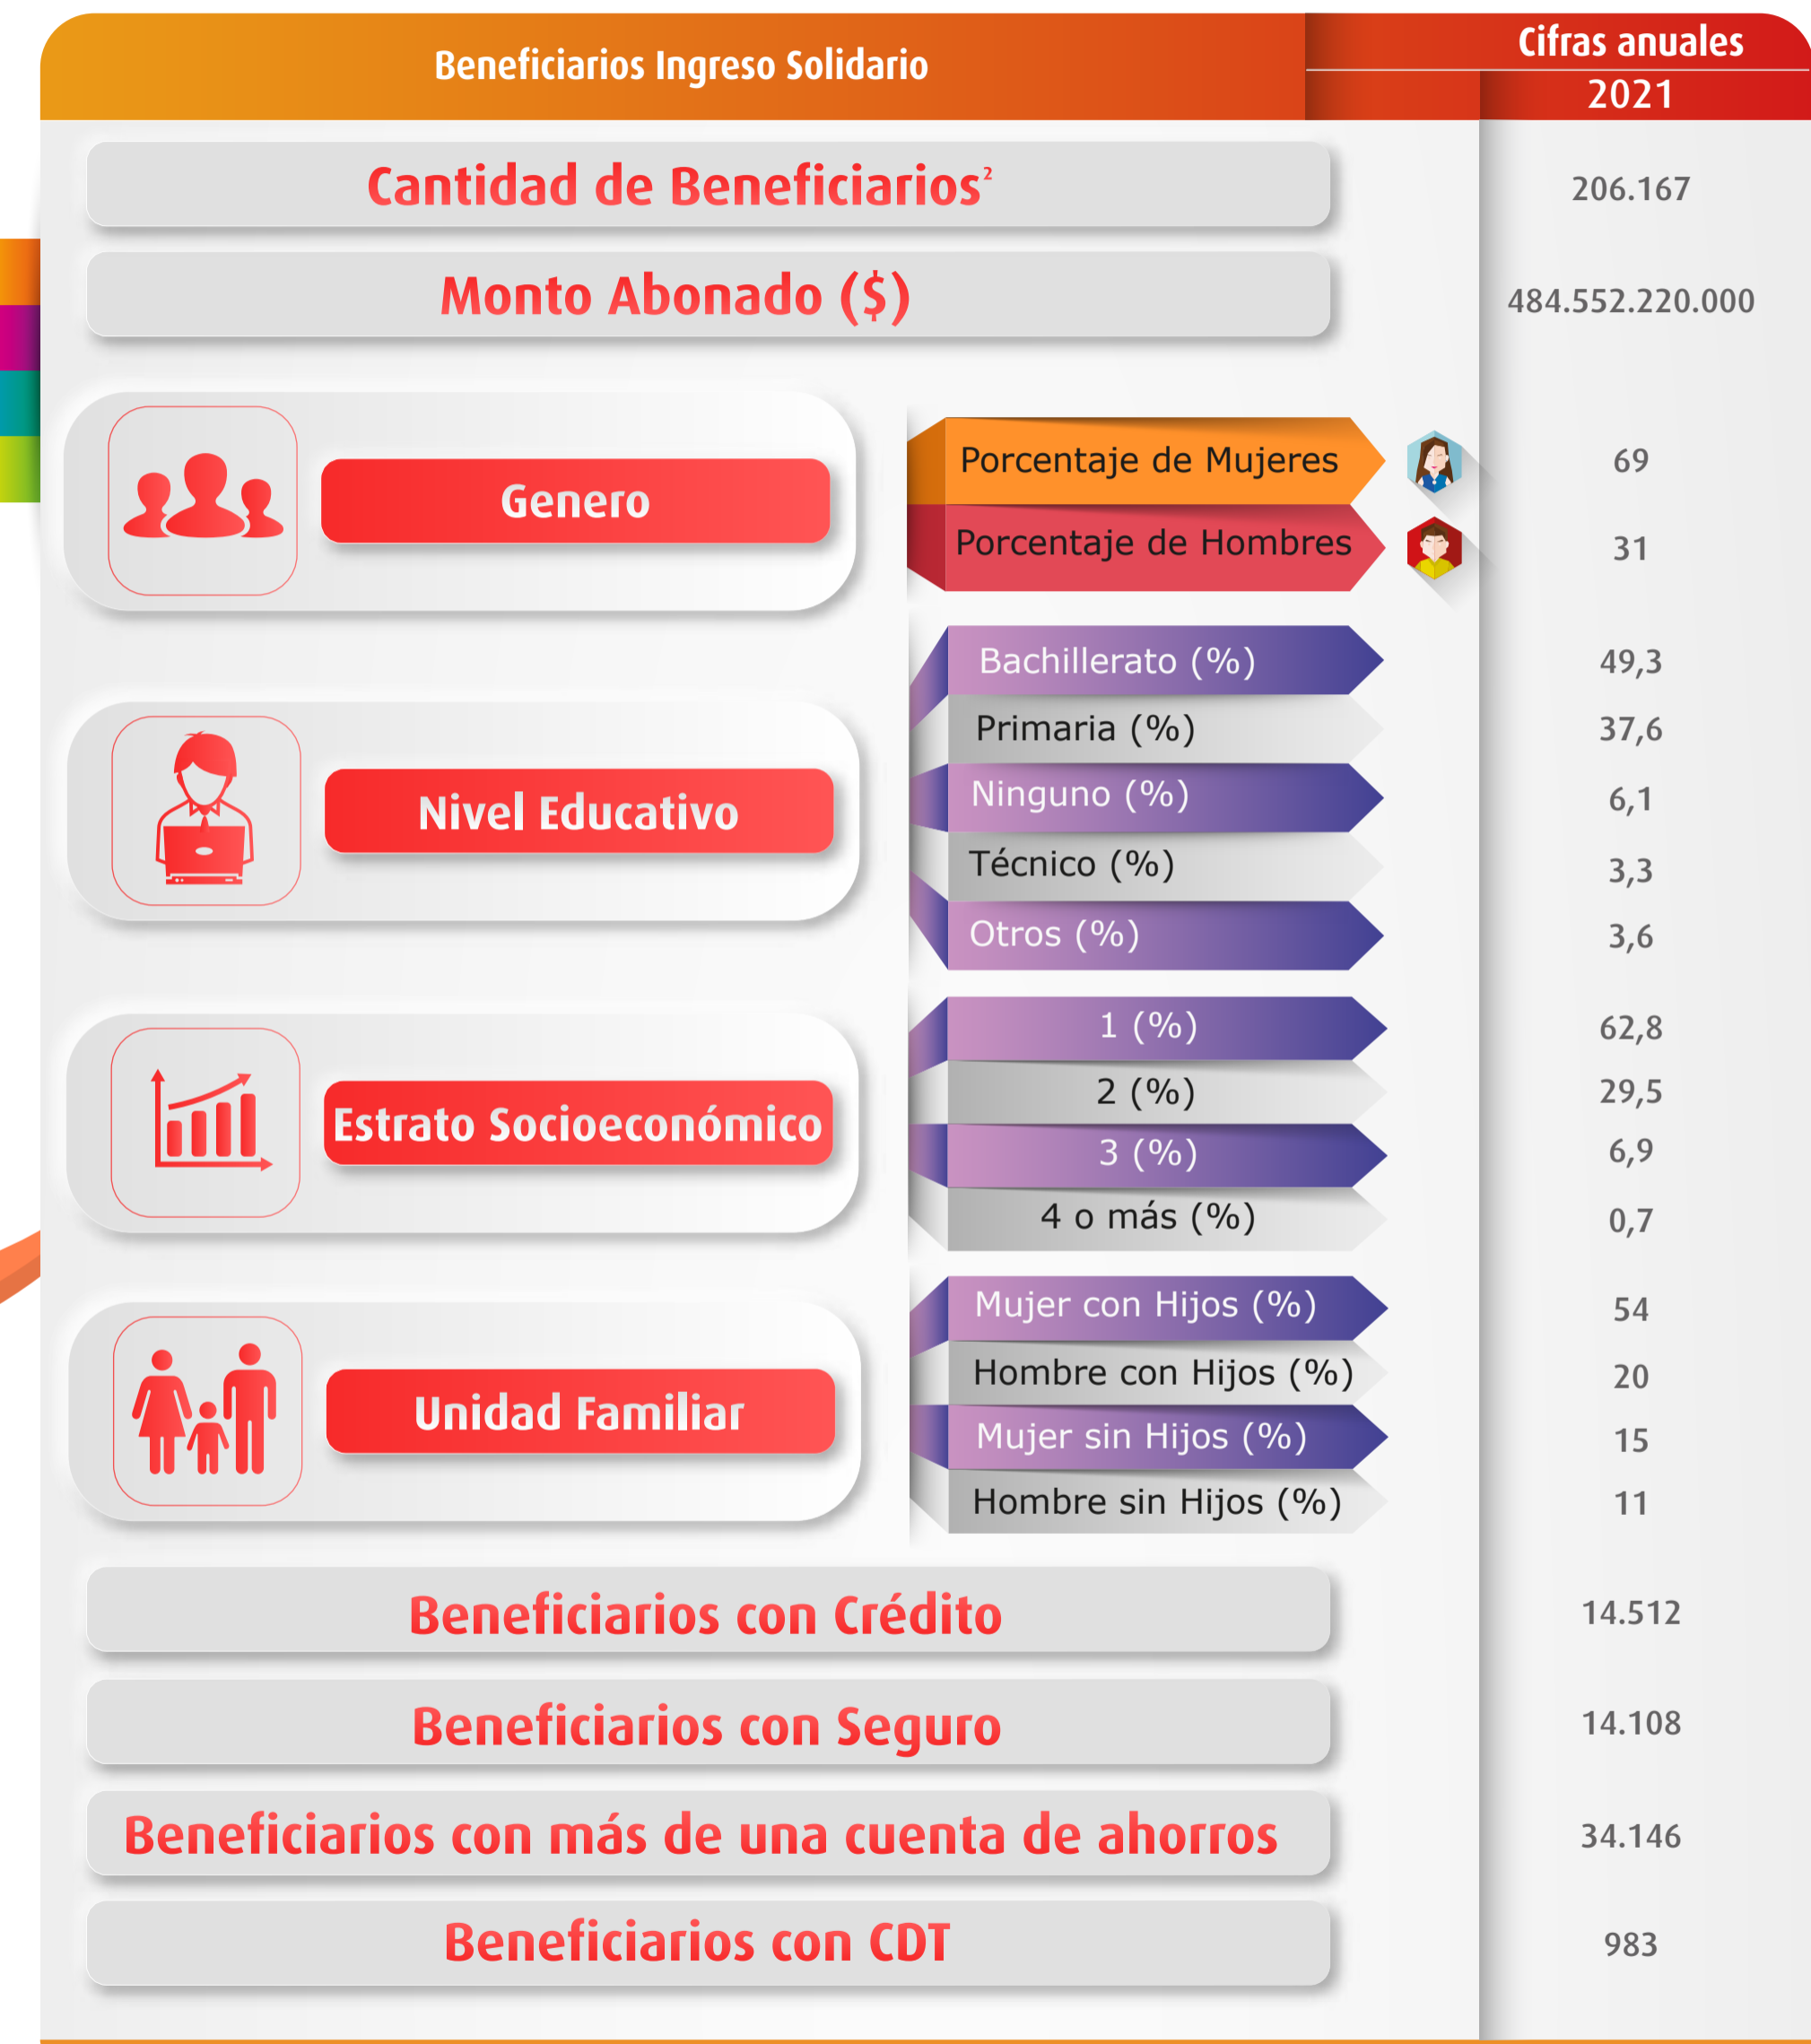 Beneficiarios Ingreso Solidario
Cifras anuales
2021
Cantidad de Beneficiarios²
206.167
Monto Abonado ($)
484.552.220.000
Genero
Porcentaje de Mujeres
69
Porcentaje de Hombres
31
Nivel Educativo
Bachillerato (%)
49,3
Primaria (%)
37,6
Ninguno (%)
6,1
Técnico (%)
3,3
Otros (%)
3,6
Estrato Socioeconómico
1 (%)
62,8
2 (%)
29,5
3 (%)
6,9
4 o más (%)
0,7
Unidad Familiar
Mujer con Hijos (%)
54
Hombre con Hijos (%)
20
Mujer sin Hijos (%)
15
Hombre sin Hijos (%)
11
Beneficiarios con Crédito
14.512
Beneficiarios con Seguro
14.108
Beneficiarios con más de una cuenta de ahorros
34.146
Beneficiarios con CDT
983